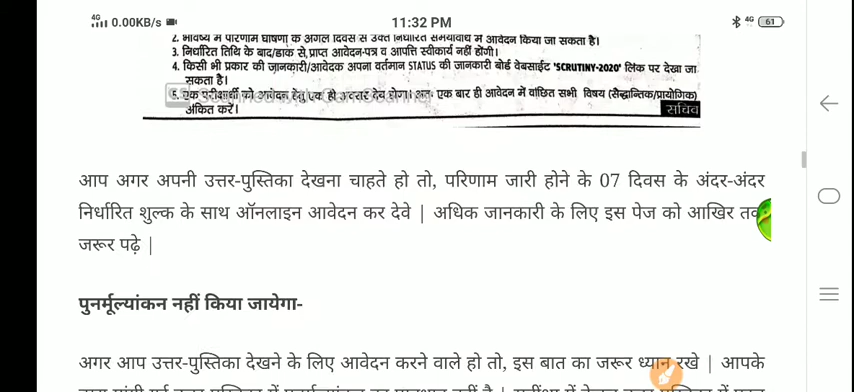 4G 0.00KB/s 11:32 PM 4G 61
2. भविष्य में परिणाम घोषणा के अगले दिवस से उक्त निर्धारित समयावधि में आवेदन किया जा सकता है।
3. निर्धारित तिथि के बाद/डाक से प्राप्त आवेदन-पत्र व आपत्ति स्वीकार्य नहीं होंगी।
4. किसी भी प्रकार की जानकारी/आवेदक अपना वर्तमान STATUS की जानकारी बोर्ड वेबसाईट 'SCRUTINY-2020' लिंक पर देखा जा
सकता है।
5. एक परीक्षार्थी को आवेदन हेतु एक ही अवसर देय होगा। अतः एक बार ही आवेदन में वांछित सभी विषय (सैद्धान्तिक/प्रायोगिक)
अंकित करें।
CS Scanned with CamScanner
सचिव
आप अगर अपनी उत्तर-पुस्तिका देखना चाहते हो तो, परिणाम जारी होने के 07 दिवस के अंदर-अंदर
निर्धारित शुल्क के साथ ऑनलाइन आवेदन कर देवे | अधिक जानकारी के लिए इस पेज को आखिर तक
जरूर पढ़े |
पुनर्मूल्यांकन नहीं किया जायेगा-
अगर आप उत्तर-पुस्तिका देखने के लिए आवेदन करने वाले हो तो, इस बात का जरूर ध्यान रखे | आपके